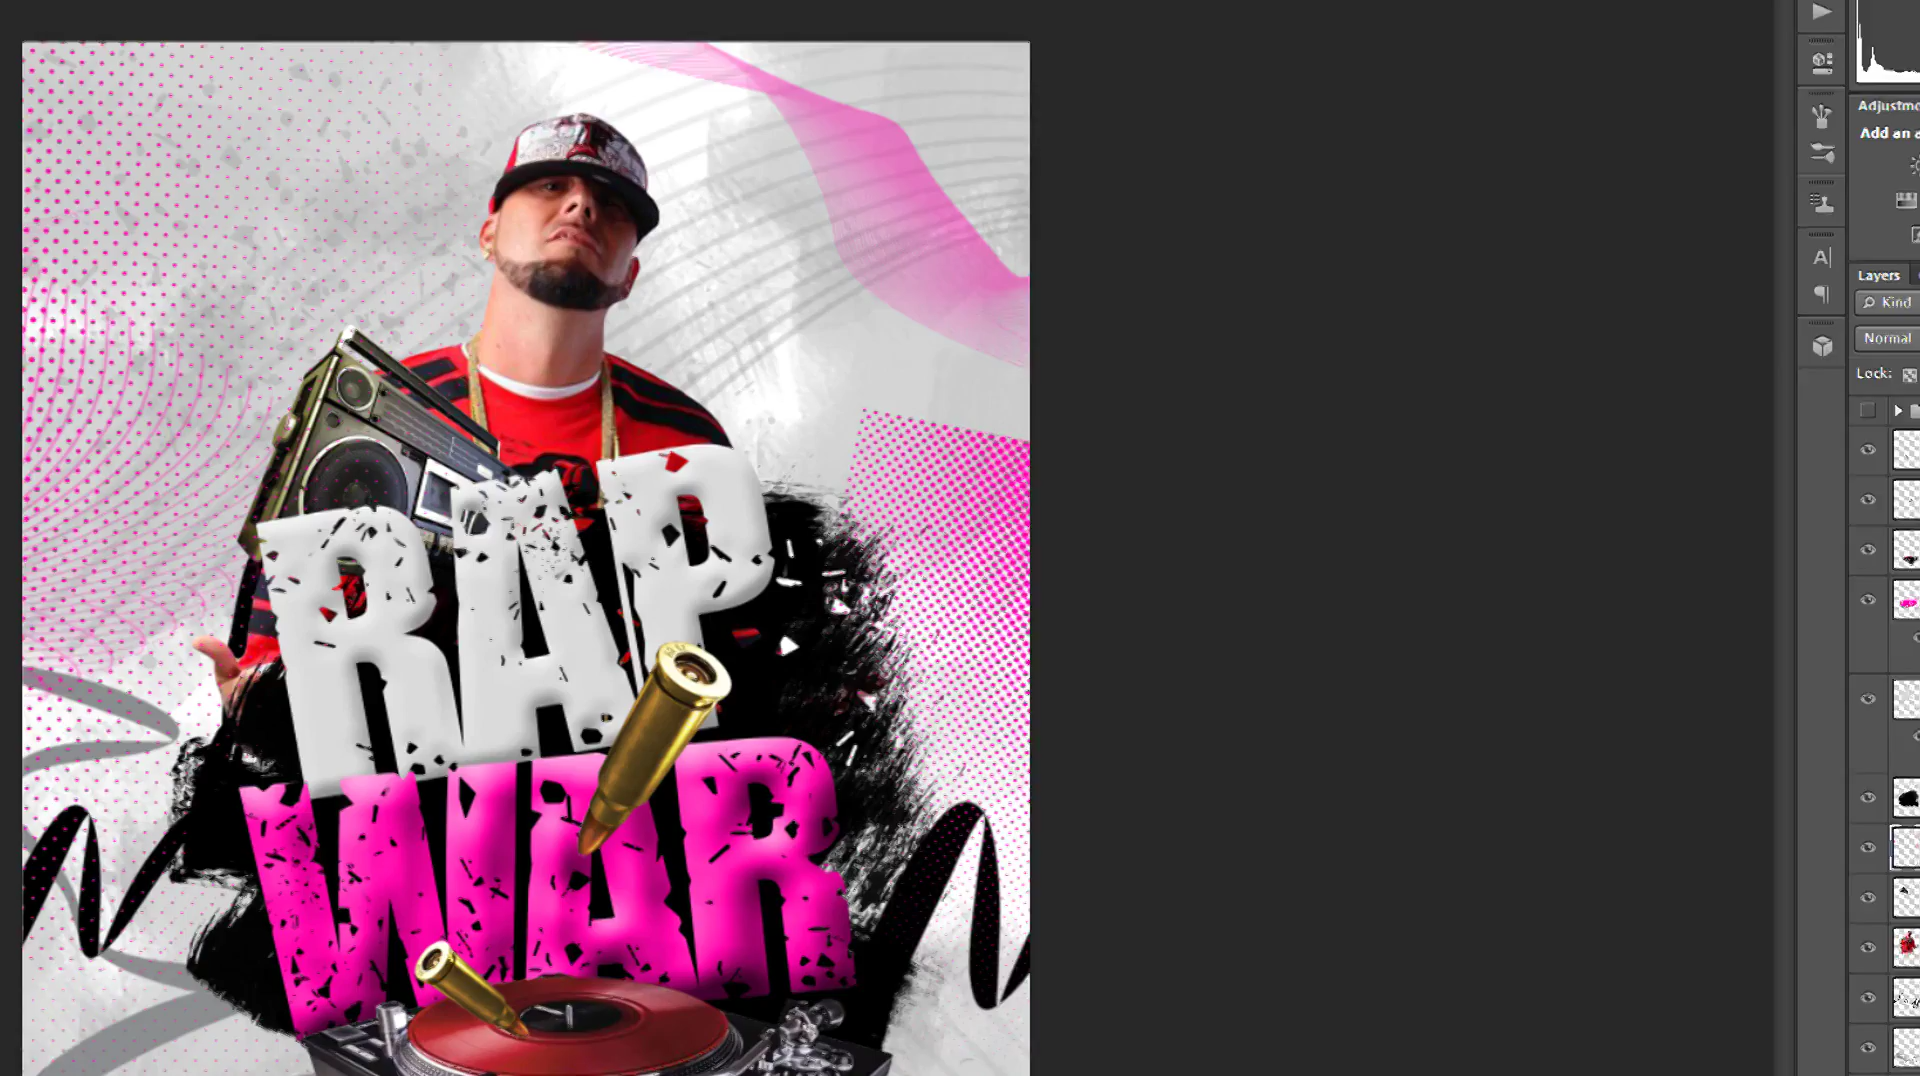 Adjustme
Add an a
Layers
Kind
Normal
Lock:
A
RAP
WAR